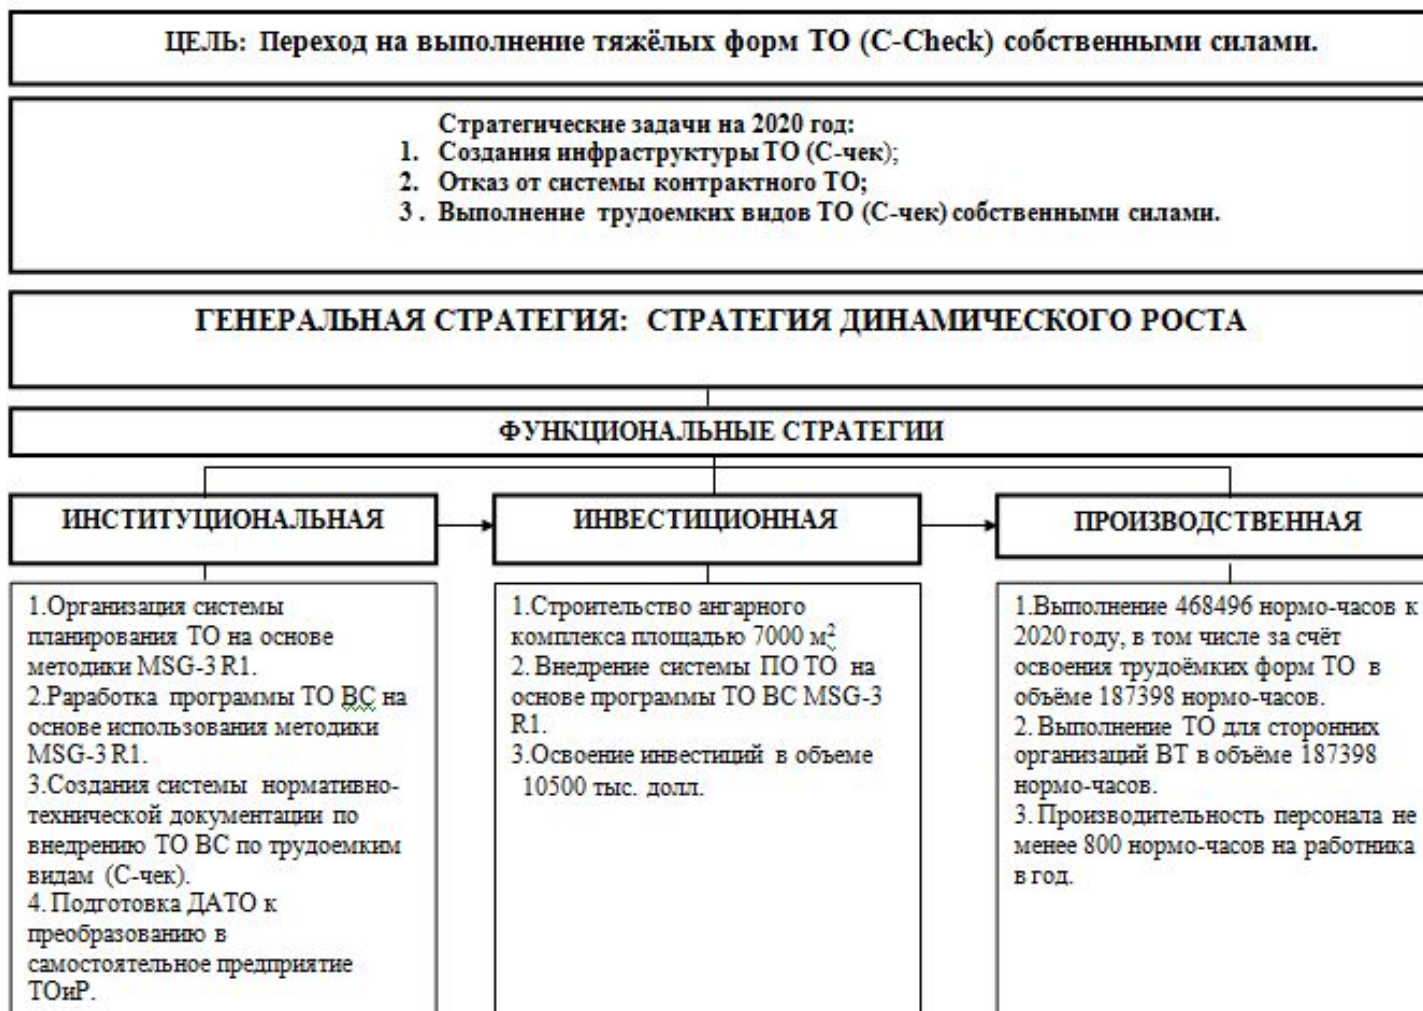 ЦЕЛЬ: Переход на выполнение тяжёлых форм ТО (C-Check) собственными силами.
Стратегические задачи на 2020 год:
1. Создания инфраструктуры ТО (С-чек);
2. Отказ от системы контрактного ТО;
3 . Выполнение трудоемких видов ТО (С-чек) собственными силами.
ГЕНЕРАЛЬНАЯ СТРАТЕГИЯ: СТРАТЕГИЯ ДИНАМИЧЕСКОГО РОСТА
ФУНКЦИОНАЛЬНЫЕ СТРАТЕГИИ
ИНСТИТУЦИОНАЛЬНАЯ
1.Организация системы
планирования ТО на основе
методики MSG-3 R1.
2.Раработка программы ТО ВС на
основе использования методики
MSG-3 R1.
3.Создания системы нормативно-
технической документации по
внедрению ТО ВС по трудоемким
видам (С-чек).
4. Подготовка ДАТО к
преобразованию в
самостоятельное предприятие
ТОиР.
ИНВЕСТИЦИОННАЯ
1.Строительство ангарного
комплекса площадью 7000 м²
2. Внедрение системы ПО ТО на
основе программы ТО ВС MSG-3
R1.
3.Освоение инвестиций в объеме
10500 тыс. долл.
ПРОИЗВОДСТВЕННАЯ
1.Выполнение 468496 нормо-часов к
2020 году, в том числе за счёт
освоения трудоёмких форм ТО в
объёме 187398 нормо-часов.
2. Выполнение ТО для сторонних
организаций ВТ в объёме 187398
нормо-часов.
3. Производительность персонала не
менее 800 нормо-часов на работника
в год.